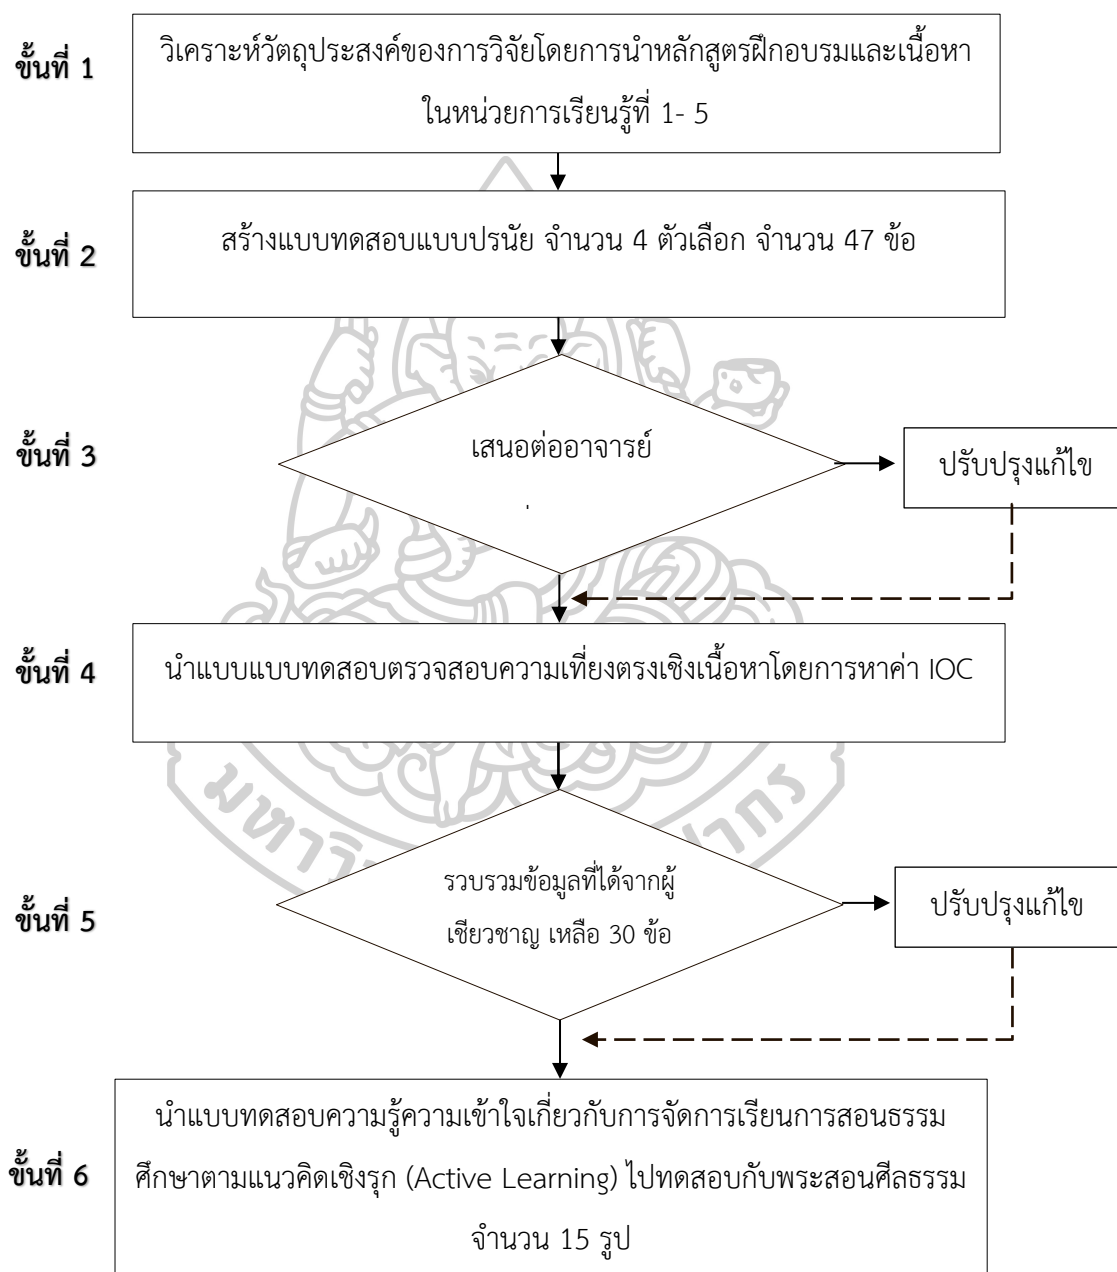 ขั้นที่ 1
วิเคราะห์วัตถุประสงค์ของการวิจัยโดยการนำหลักสูตรฝึกอบรมและเนื้อหา
ในหน่วยการเรียนรู้ที่ 1- 5
ขั้นที่ 2
สร้างแบบทดสอบแบบปรนัย จำนวน 4 ตัวเลือก จำนวน 47 ข้อ
ขั้นที่ 3
เสนอต่ออาจารย์
ปรับปรุงแก้ไข
ขั้นที่ 4
นำแบบแบบทดสอบตรวจสอบความเที่ยงตรงเชิงเนื้อหาโดยการหาค่า IOC
ขั้นที่ 5
รวบรวมข้อมูลที่ได้จากผู้
เชียวชาญ เหลือ 30 ข้อ
ปรับปรุงแก้ไข
ขั้นที่ 6
นำแบบทดสอบความรู้ความเข้าใจเกี่ยวกับการจัดการเรียนการสอนธรรม
ศึกษาตามแนวคิดเชิงรุก (Active Learning) ไปทดสอบกับพระสอนศีลธรรม
จำนวน 15 รูป